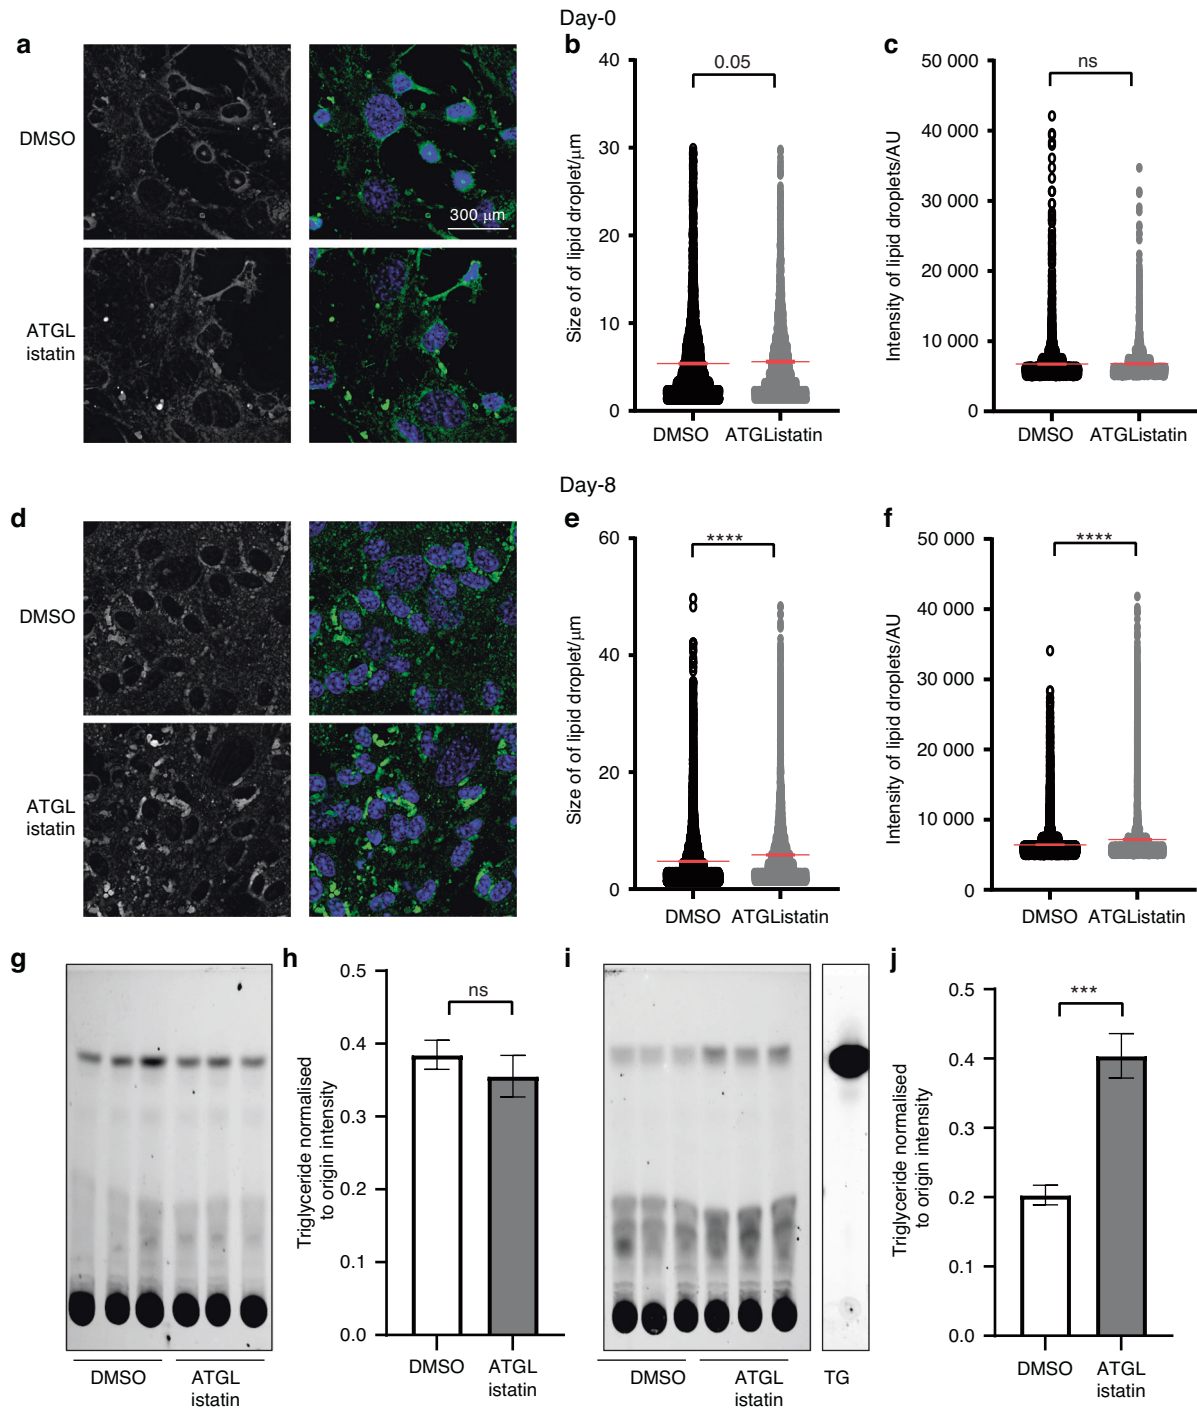 Day-0
a
DMSO
300 μm
ATGL
istatin
b
Size of of lipid droplet/μm
40
30
20
10
0
0.05
DMSO
ATGListatin
c
Intensity of lipid droplets/AU
50 000
40 000
30 000
20 000
10 000
0
ns
DMSO
ATGListatin
Day-8
d
DMSO
ATGL
istatin
e
Size of of lipid droplet/μm
60
40
20
0
****
DMSO
ATGListatin
f
Intensity of lipid droplets/AU
50 000
40 000
30 000
20 000
10 000
0
****
DMSO
ATGListatin
g
DMSO
ATGL
istatin
h
Triglyceride normalised
to origin intensity
0.5
0.4
0.3
0.2
0.1
0.0
ns
DMSO
ATGL
istatin
i
DMSO
ATGL
istatin
TG
j
Triglyceride normalised
to origin intensity
0.5
0.4
0.3
0.2
0.1
0.0
***
DMSO
ATGL
istatin